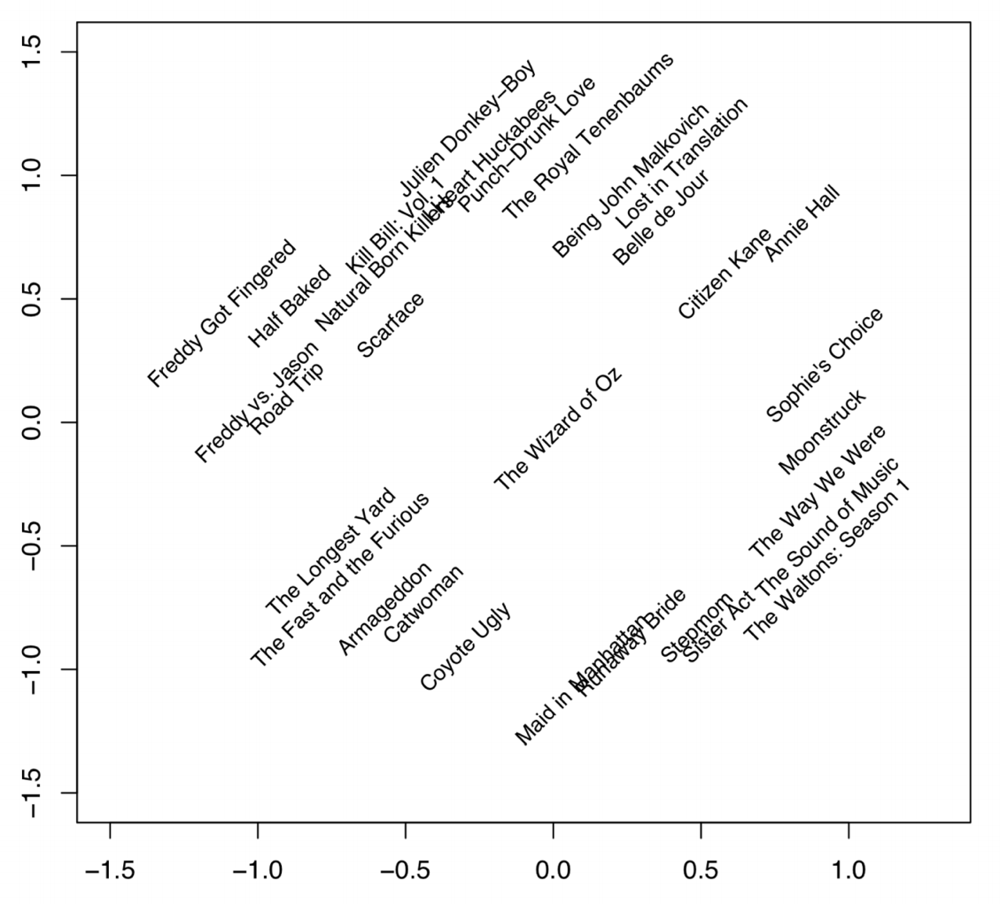 1.5
1.0
0.5
0.0
−0.5
−1.0
−1.5
Julien Donkey−Boy
I Heart Huckabees
Punch−Drunk Love
The Royal Tenenbaums
Kill Bill: Vol. 1
Natural Born Killers
Being John Malkovich
Lost in Translation
Belle de Jour
Annie Hall
Citizen Kane
Freddy Got Fingered
Half Baked
Scarface
Freddy vs. Jason
Road Trip
Sophie's Choice
Moonstruck
The Wizard of Oz
The Way We Were
The Longest Yard
The Fast and the Furious
Armageddon
Catwoman
Coyote Ugly
Maid in Manhattan
Runaway Bride
Stepmom
Sister Act
The Sound of Music
The Waltons: Season 1
−1.5
−1.0
−0.5
0.0
0.5
1.0